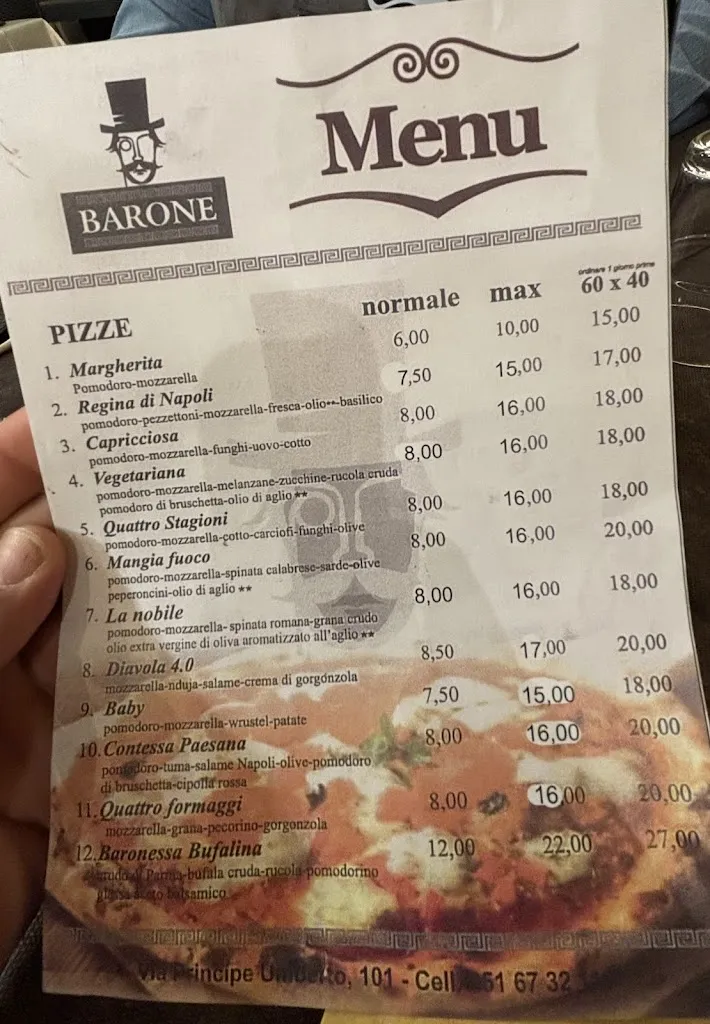 BARONE
Menu
ordinare 1 giorno prima
PIZZE normale max 60 x 40
1. Margherita 6,00 10,00 15,00
Pomodoro-mozzarella
2. Regina di Napoli 7,50 15,00 17,00
pomodoro-pezzettoni-mozzarella-fresca-olio**-basilico
3. Capricciosa 8,00 16,00 18,00
pomodoro-mozzarella-funghi-uovo-cotto
4. Vegetariana 8,00 16,00 18,00
pomodoro-mozzarella-melanzane-zucchine-rucola cruda
pomodoro di bruschetta-olio di aglio**
5. Quattro Stagioni 8,00 16,00 18,00
pomodoro-mozzarella-cotto-carciofi-funghi-olive
6. Mangia fuoco 8,00 16,00 20,00
pomodoro-mozzarella-spinata calabrese-sarde-olive
peperoncini-olio di aglio**
7. La nobile 8,00 16,00 18,00
pomodoro-mozzarella-spinata romana-grana crudo
olio extra vergine di oliva aromatizzato all'aglio**
8. Diavola 4.0 8,50 17,00 20,00
mozzarella-nduja-salame-crema di gorgonzola
9. Baby 7,50 15,00 18,00
pomodoro-mozzarella-wrustel-patate
10. Contessa Paesana 8,00 16,00 20,00
pomodoro-tuma-salame Napoli-olive-pomodoro
di bruschetta-cipolla rossa
11. Quattro formaggi 8,00 16,00 20,00
mozzarella-grana-pecorino-gorgonzola
12. Baronessa Bufalina 12,00 22,00 27,00
crudo di Parma-bufala cruda-rucola-pomodorino
glassa aceto balsamico
Via Principe Umberto, 101 - Cell. 51 67 32